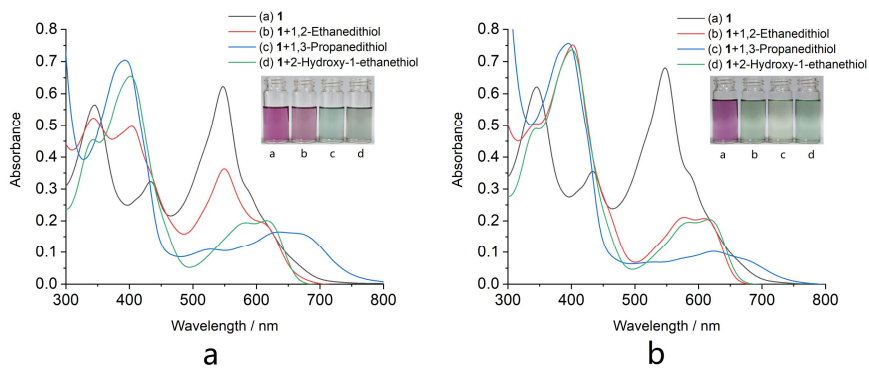 0.8
0.7
0.6
0.5
0.4
0.3
0.2
0.1
0.0
Absorbance
300 400 500 600 700 800
Wavelength / nm
(a) 1
(b) 1+1,2-Ethanedithiol
(c) 1+1,3-Propanedithiol
(d) 1+2-Hydroxy-1-ethanethiol
a b c d
a
0.8
0.7
0.6
0.5
0.4
0.3
0.2
0.1
0.0
Absorbance
300 400 500 600 700 800
Wavelength / nm
(a) 1
(b) 1+1,2-Ethanedithiol
(c) 1+1,3-Propanedithiol
(d) 1+2-Hydroxy-1-ethanethiol
a b c d
b